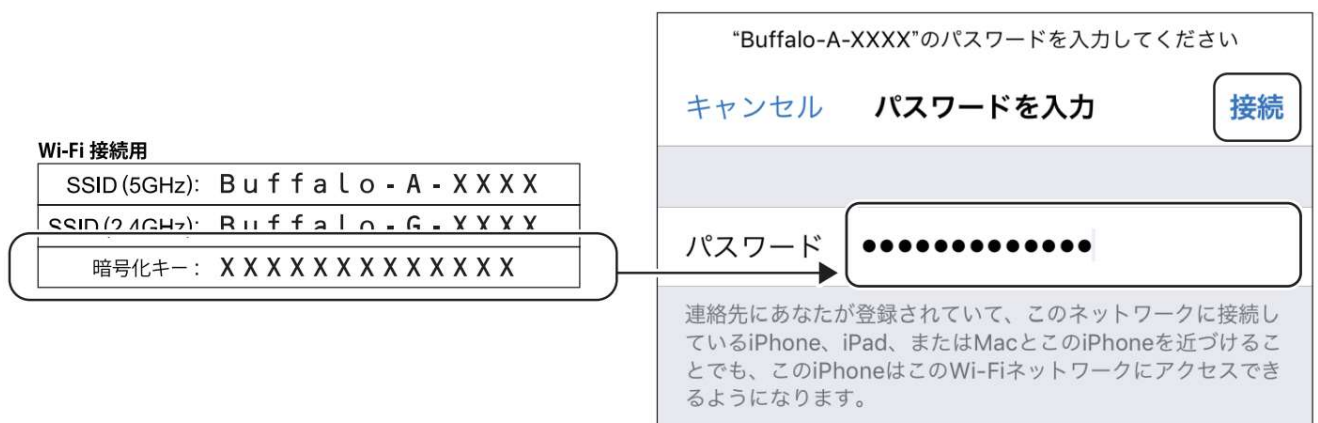 Wi-Fi 接続用
SSID (5GHz): Buffalo-A-XXXX
SSID (2.4GHz): Buffalo-G-XXXX
暗号化キー: XXXXXXXXXXXXX
“Buffalo-A-XXXX”のパスワードを入力してください
キャンセル パスワードを入力 接続
パスワード ●●●●●●●●●●●●●
連絡先にあなたが登録されていて、このネットワークに接続し
ているiPhone、iPad、またはMacとこのiPhoneを近づけるこ
とでも、このiPhoneはこのWi-Fiネットワークにアクセスでき
るようになります。